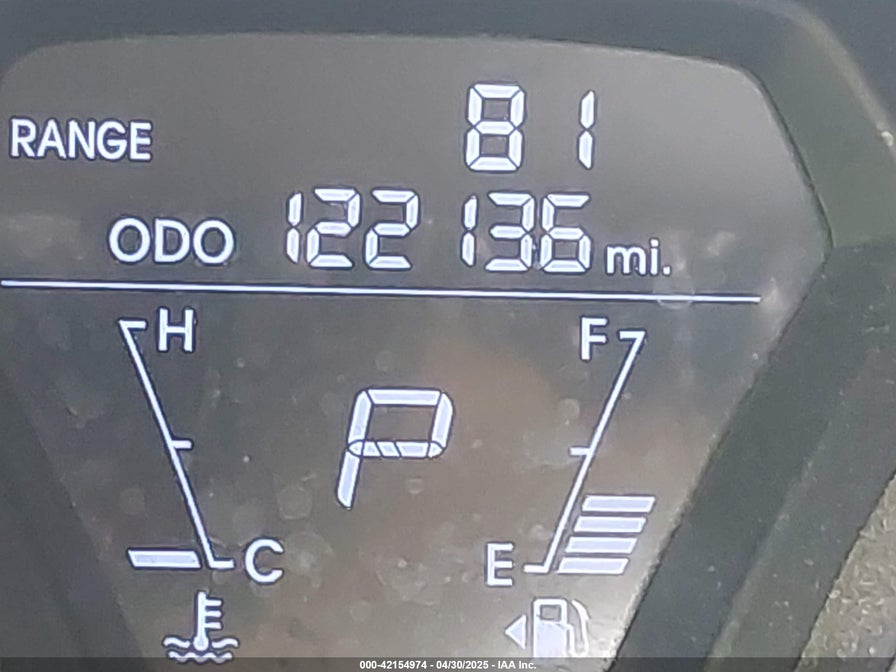 RANGE 81
ODO 122136 mi.
H F
P
C E
000-42154974 - 04/30/2025 - IAA Inc.